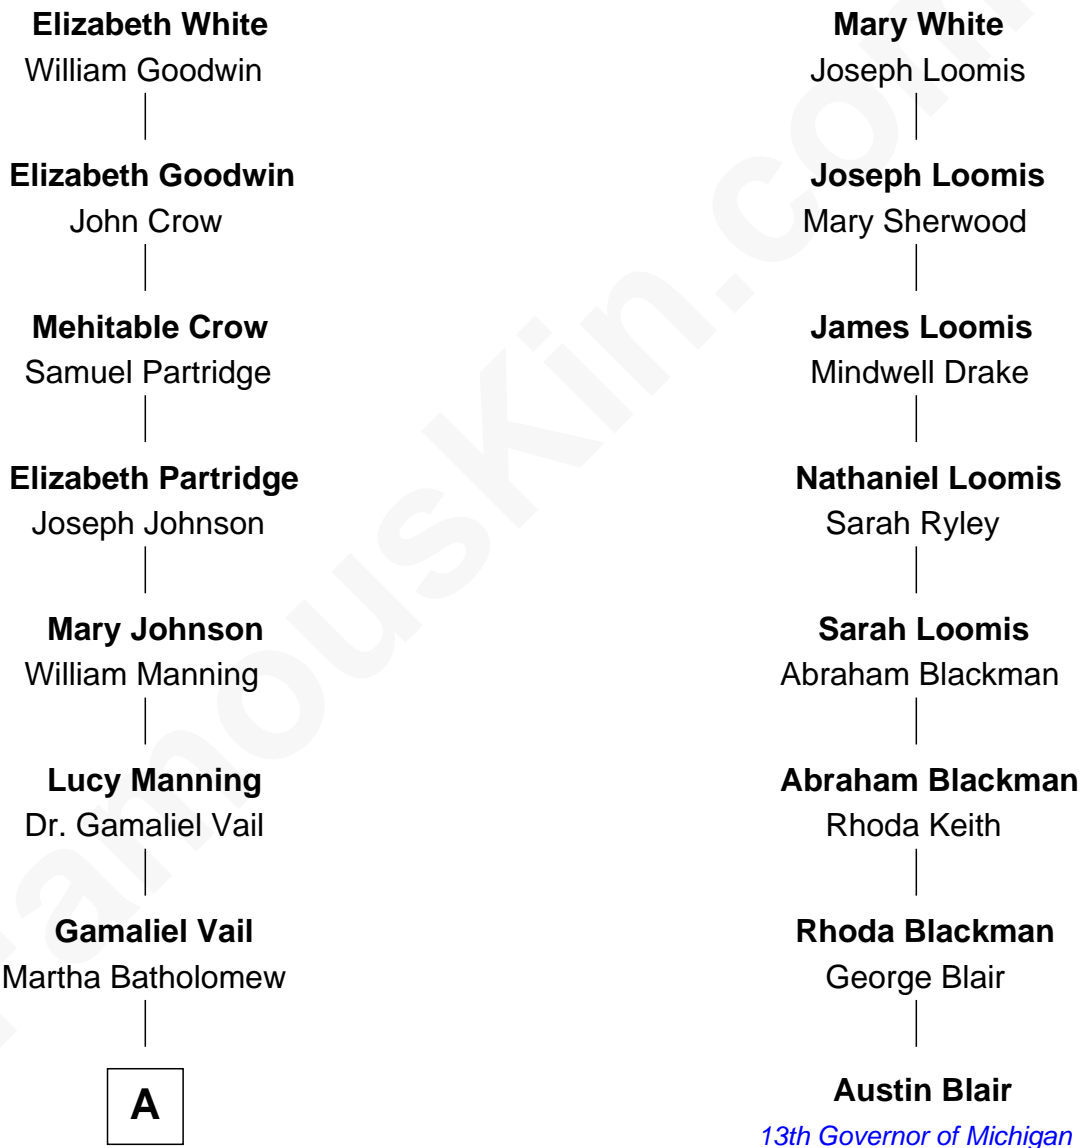 Elizabeth White
William Goodwin
Elizabeth Goodwin
John Crow
Mehitable Crow
Samuel Partridge
Elizabeth Partridge
Joseph Johnson
Mary Johnson
William Manning
Lucy Manning
Dr. Gamaliel Vail
Gamaliel Vail
Martha Batholomew
A
Mary White
Joseph Loomis
Joseph Loomis
Mary Sherwood
James Loomis
Mindwell Drake
Nathaniel Loomis
Sarah Ryley
Sarah Loomis
Abraham Blackman
Abraham Blackman
Rhoda Keith
Rhoda Blackman
George Blair
Austin Blair
13th Governor of Michigan
FamousKin.com